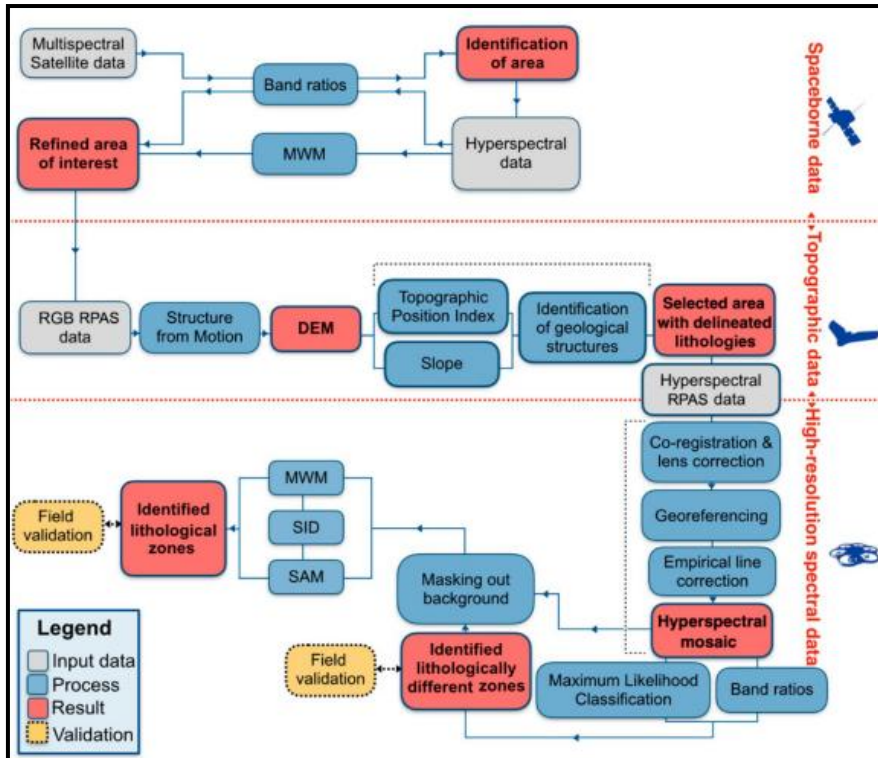 Multispectral
Satellite data
Band ratios
Identification
of area
Refined area
of interest
MWM
Hyperspectral
data
Spaceborne data
RGB RPAS
data
Structure
from Motion
DEM
Topographic
Position Index
Slope
Identification
of geological
structures
Selected area
with delineated
lithologies
Topographic data
Hyperspectral
RPAS data
Co-registration &
lens correction
Georeferencing
Empirical line
correction
Hyperspectral
mosaic
High-resolution spectral data
Maximum Likelihood
Classification
Band ratios
Masking out
background
Identified
lithologically
different zones
Field
validation
MWM
SID
SAM
Identified
lithological
zones
Field
validation
Legend
Input data
Process
Result
Validation